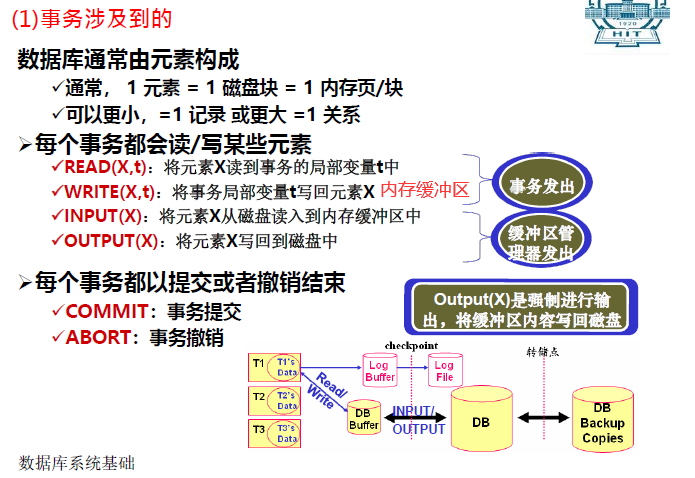 (1)事务涉及到的
1920
HIT
数据库通常由元素构成
✓通常， 1 元素 = 1 磁盘块 = 1 内存页/块
✓可以更小，=1 记录 或更大 =1 关系
➢每个事务都会读/写某些元素
✓READ(X,t)：将元素X读到事务的局部变量t中
✓WRITE(X,t)：将事务局部变量t写回元素X 内存缓冲区
✓INPUT(X)：将元素X从磁盘读入到内存缓冲区中
✓OUTPUT(X)：将元素X写回到磁盘中
事务发出
缓冲区管
理器发出
➢每个事务都以提交或者撤销结束
✓COMMIT：事务提交
✓ABORT：事务撤销
Output(X)是强制进行输
出，将缓冲区内容写回磁盘
checkpoint
转储点
T1
T1's
Data
Log
Buffer
Log
File
Read/
Write
T2
T2's
Data
DB
Buffer
INPUT/
OUTPUT
DB
DB
Backup
Copies
T3
T3's
Data
数据库系统基础